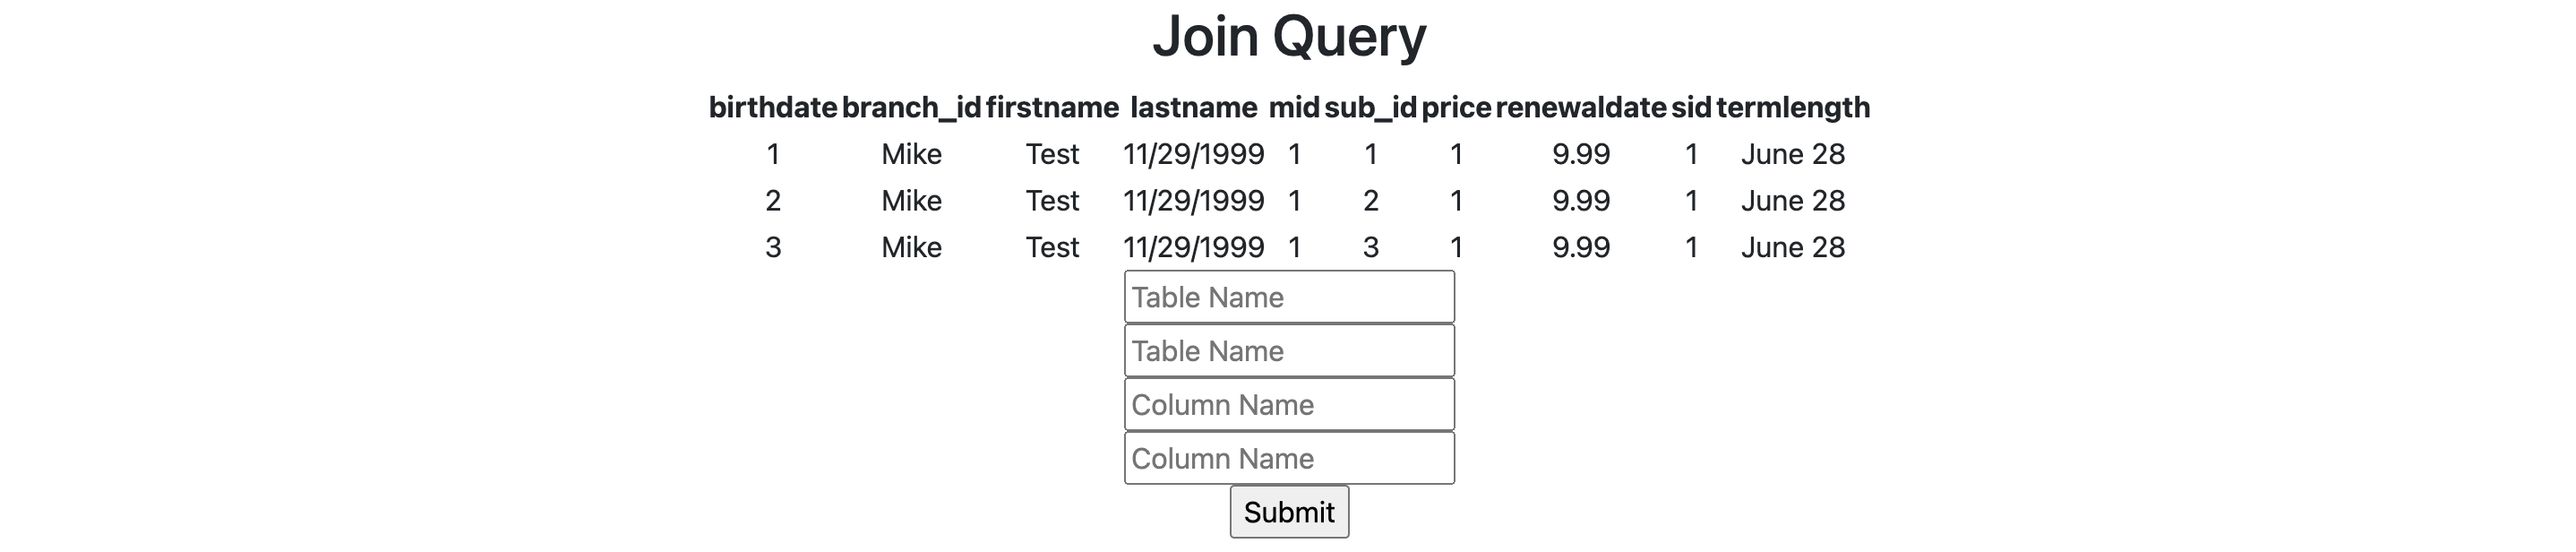 Join Query
birthdate branch_id firstname lastname mid sub_id price renewaldate sid termlength
1 Mike Test 11/29/1999 1 1 1 9.99 1 June 28
2 Mike Test 11/29/1999 1 2 1 9.99 1 June 28
3 Mike Test 11/29/1999 1 3 1 9.99 1 June 28
Table Name
Table Name
Column Name
Column Name
Submit